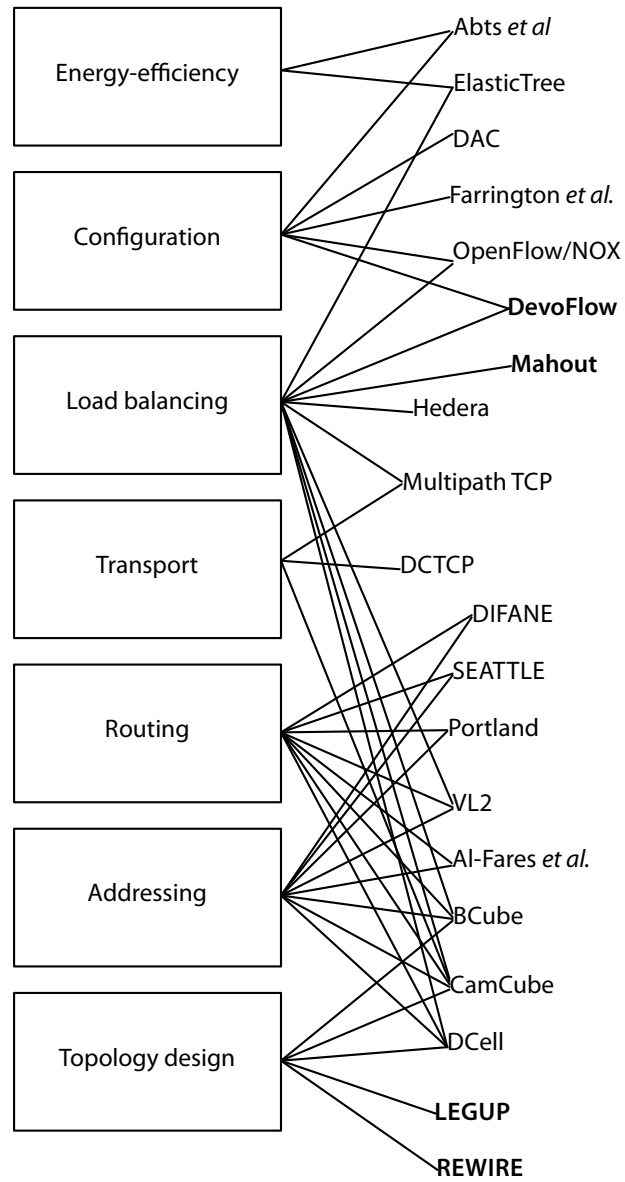 Energy-efficiency
Configuration
Load balancing
Transport
Routing
Addressing
Topology design
Abts et al
ElasticTree
DAC
Farrington et al.
OpenFlow/NOX
DevoFlow
Mahout
Hedera
Multipath TCP
DCTCP
DIFANE
SEATTLE
Portland
VL2
Al-Fares et al.
BCube
CamCube
DCell
LEGUP
REWIRE